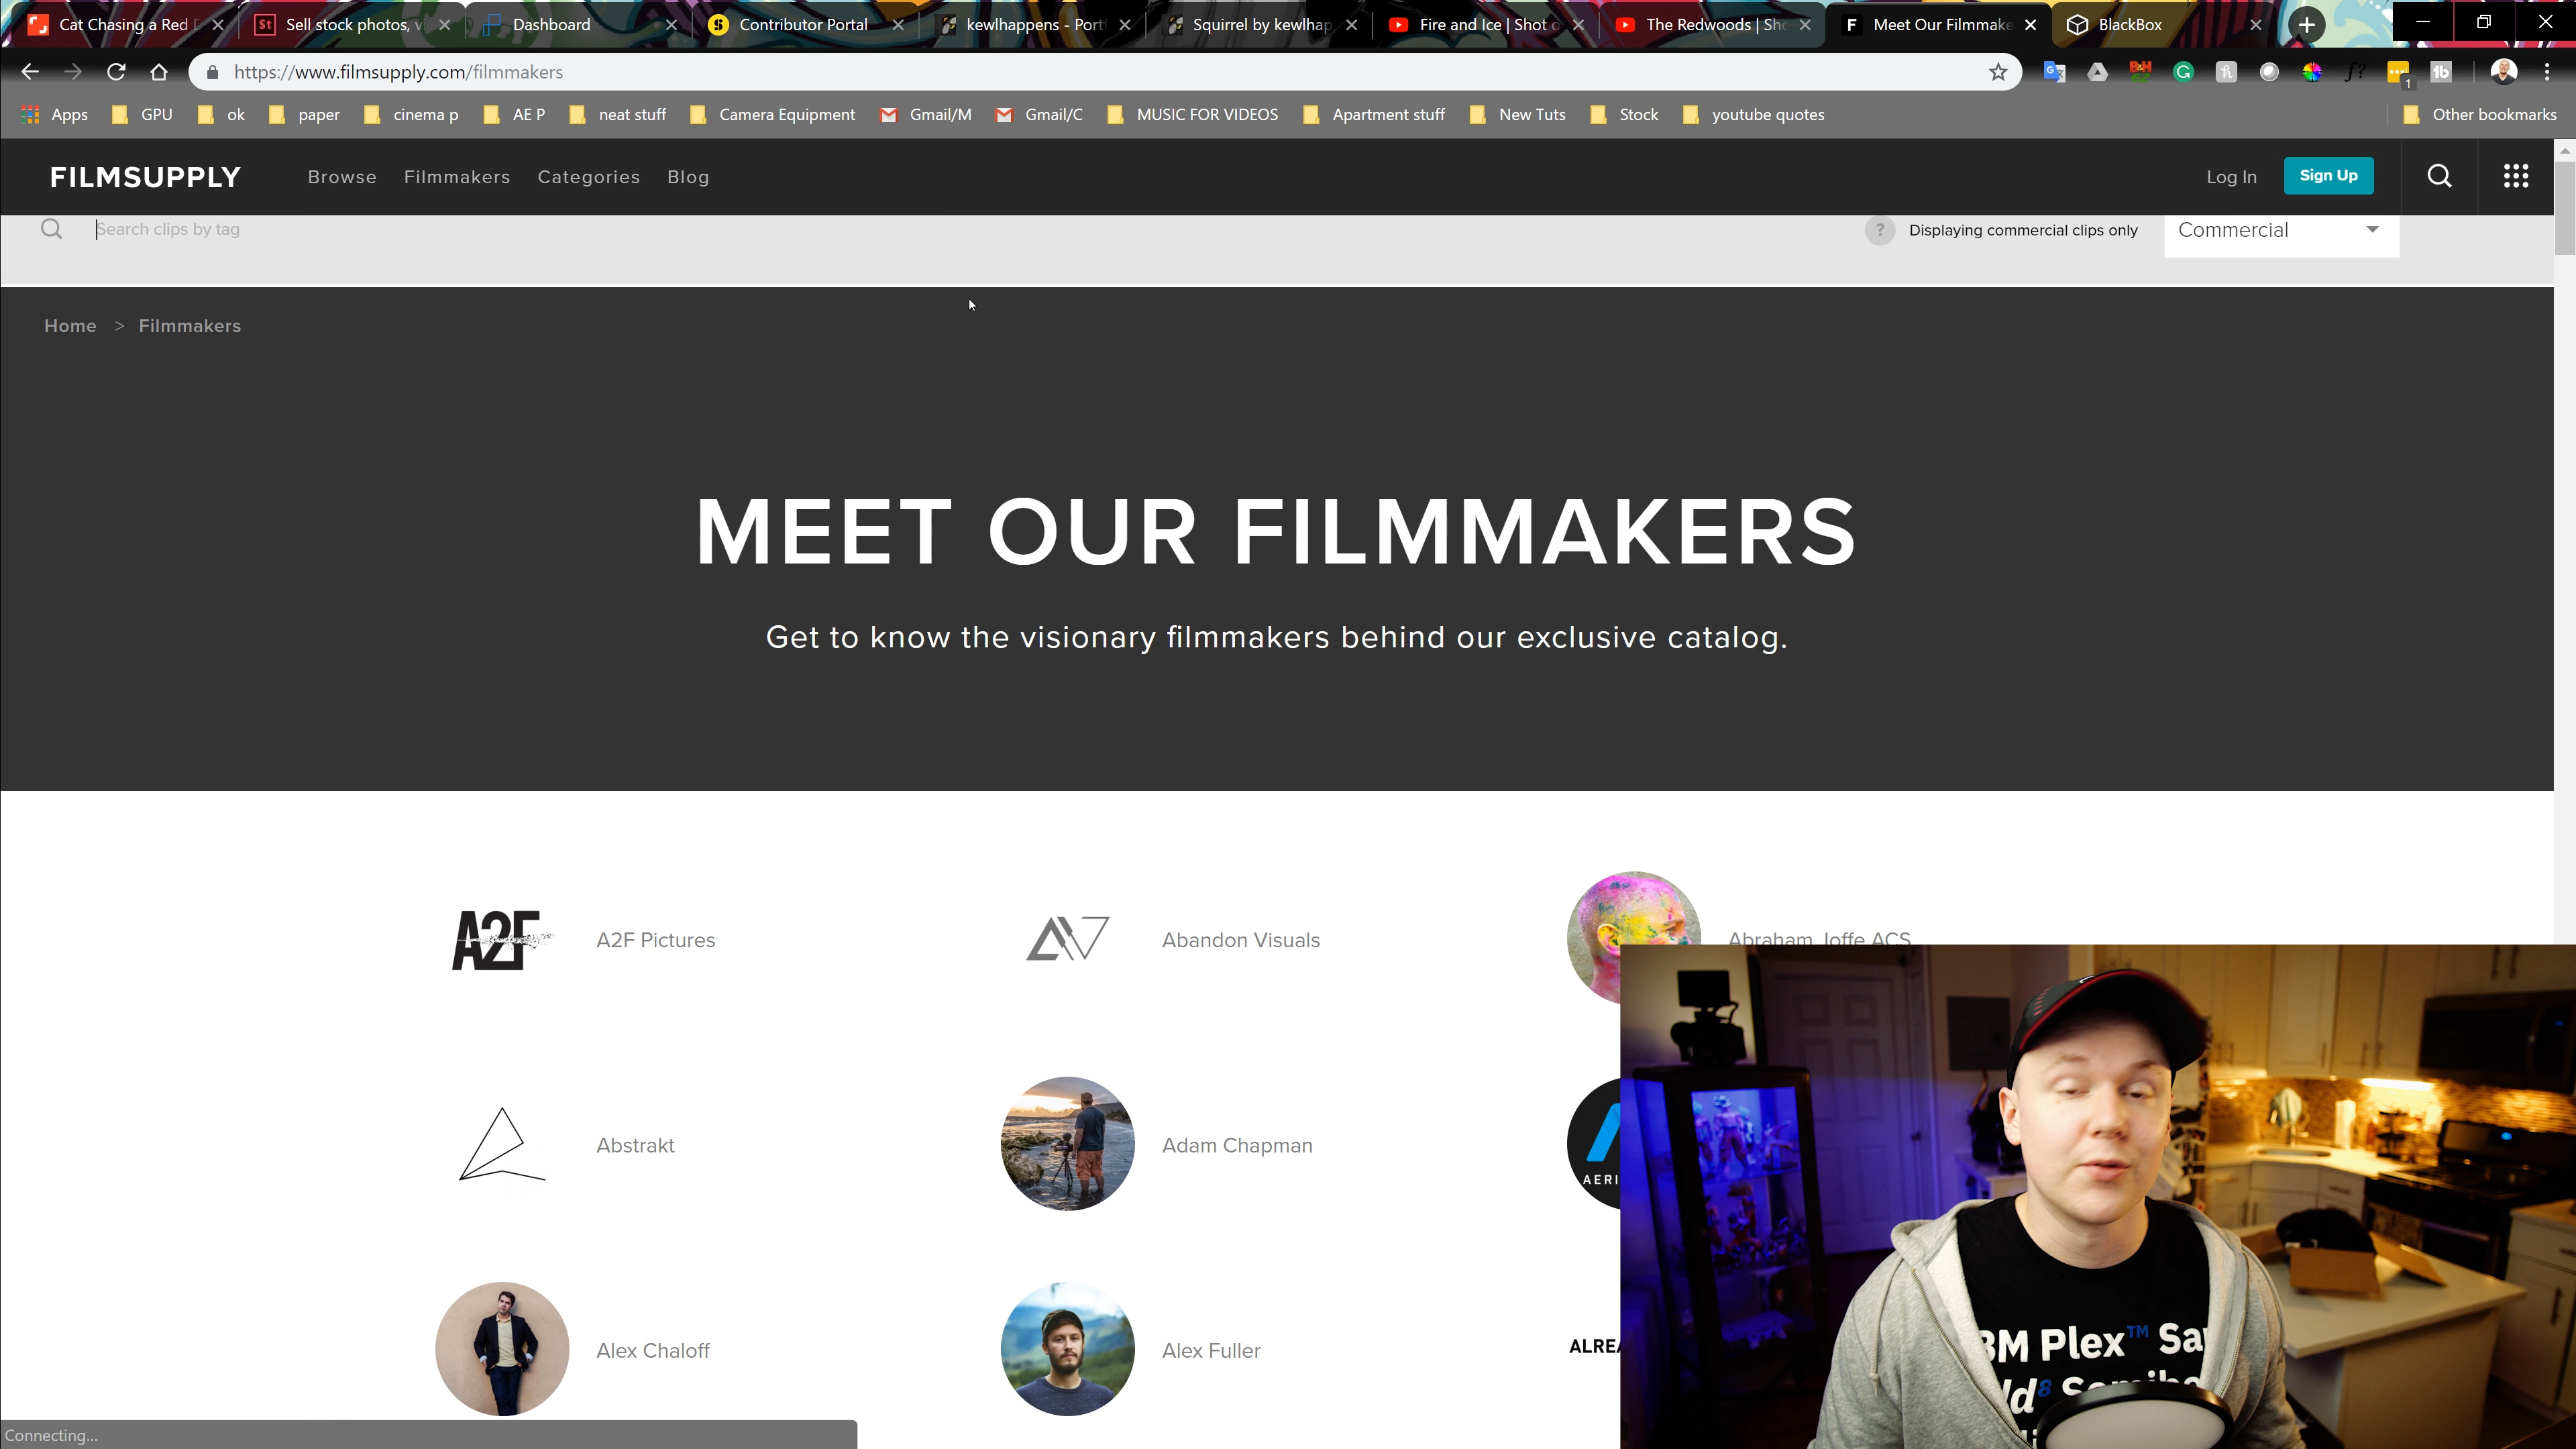 Cat Chasing a Red
Sell stock photos, v
Dashboard
Contributor Portal
kewlhappens - Port
Squirrel by kewlhap
Fire and Ice | Shot o
The Redwoods | Sh
Meet Our Filmmake
BlackBox
https://www.filmsupply.com/filmmakers
Apps
GPU
ok
paper
cinema p
AE P
neat stuff
Camera Equipment
Gmail/M
Gmail/C
MUSIC FOR VIDEOS
Apartment stuff
New Tuts
Stock
youtube quotes
Other bookmarks
FILMSUPPLY
Browse
Filmmakers
Categories
Blog
Log In
Sign Up
Search clips by tag
? Displaying commercial clips only
Commercial
Home > Filmmakers
MEET OUR FILMMAKERS
Get to know the visionary filmmakers behind our exclusive catalog.
A2F
A2F Pictures
Abandon Visuals
Abraham Joffe ACS
Abstrakt
Adam Chapman
AERI
Alex Chaloff
Alex Fuller
ALREA
BM Plex™ Sa
Connecting...